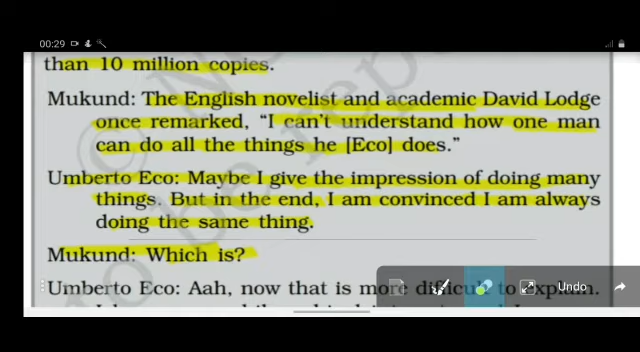 00:29
than 10 million copies.
Mukund: The English novelist and academic David Lodge
once remarked, “I can’t understand how one man
can do all the things he [Eco] does.”
Umberto Eco: Maybe I give the impression of doing many
things. But in the end, I am convinced I am always
doing the same thing.
Mukund: Which is?
Umberto Eco: Aah, now that is more difficult to explain.
Undo